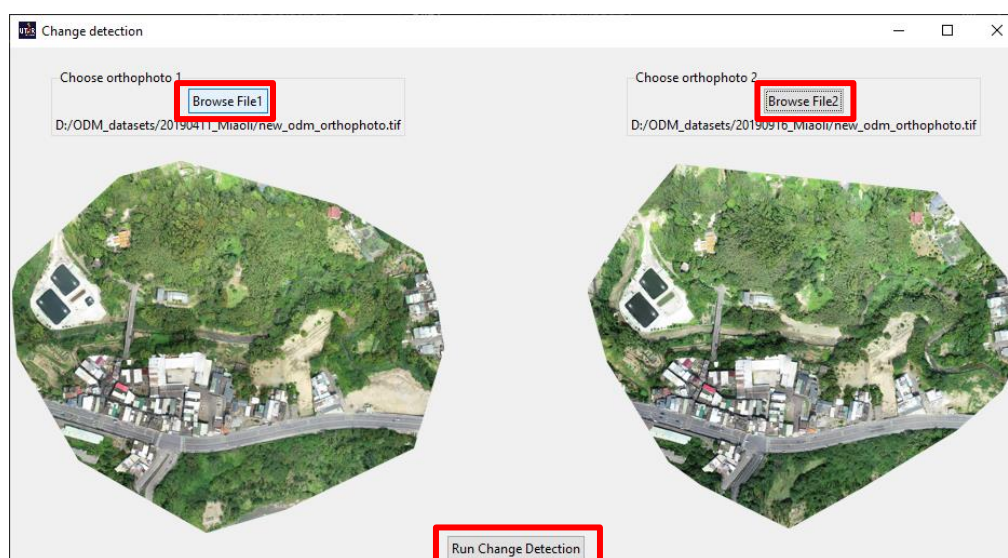 Change detection
Choose orthophoto 1
Browse File1
D:/ODM_datasets/20190411_Miaoli/new_odm_orthophoto.tif
Choose orthophoto 2
Browse File2
D:/ODM_datasets/20190916_Miaoli/new_odm_orthophoto.tif
Run Change Detection